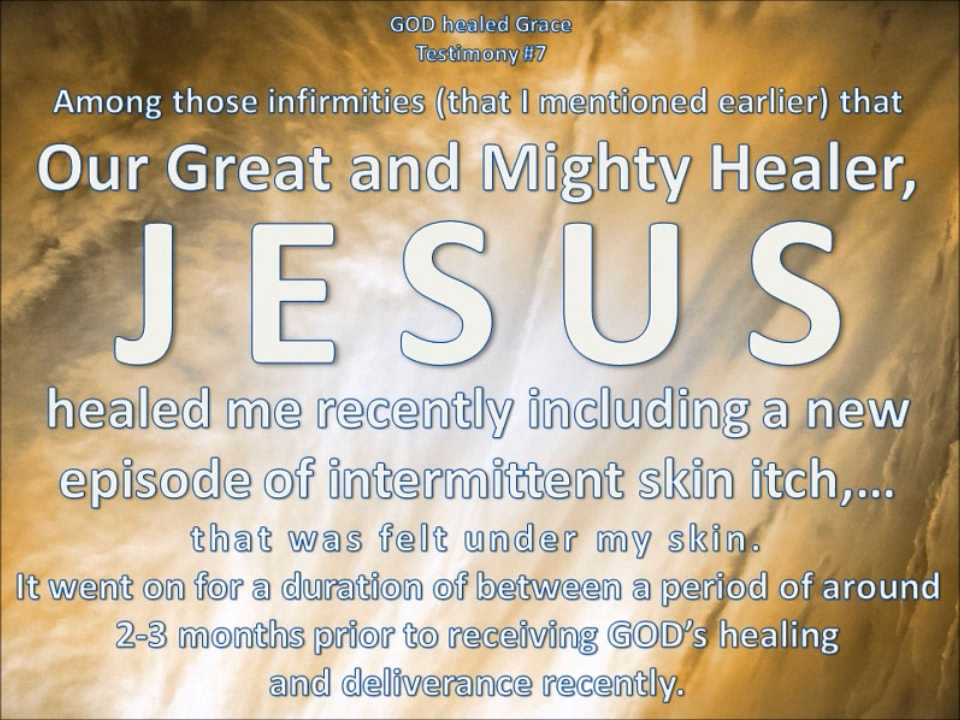 GOD healed Grace
Testimony #7
Among those infirmities (that I mentioned earlier) that
Our Great and Mighty Healer,
J E S U S
healed me recently including a new
episode of intermittent skin itch,...
that was felt under my skin.
It went on for a duration of between a period of around
2-3 months prior to receiving GOD’s healing
and deliverance recently.